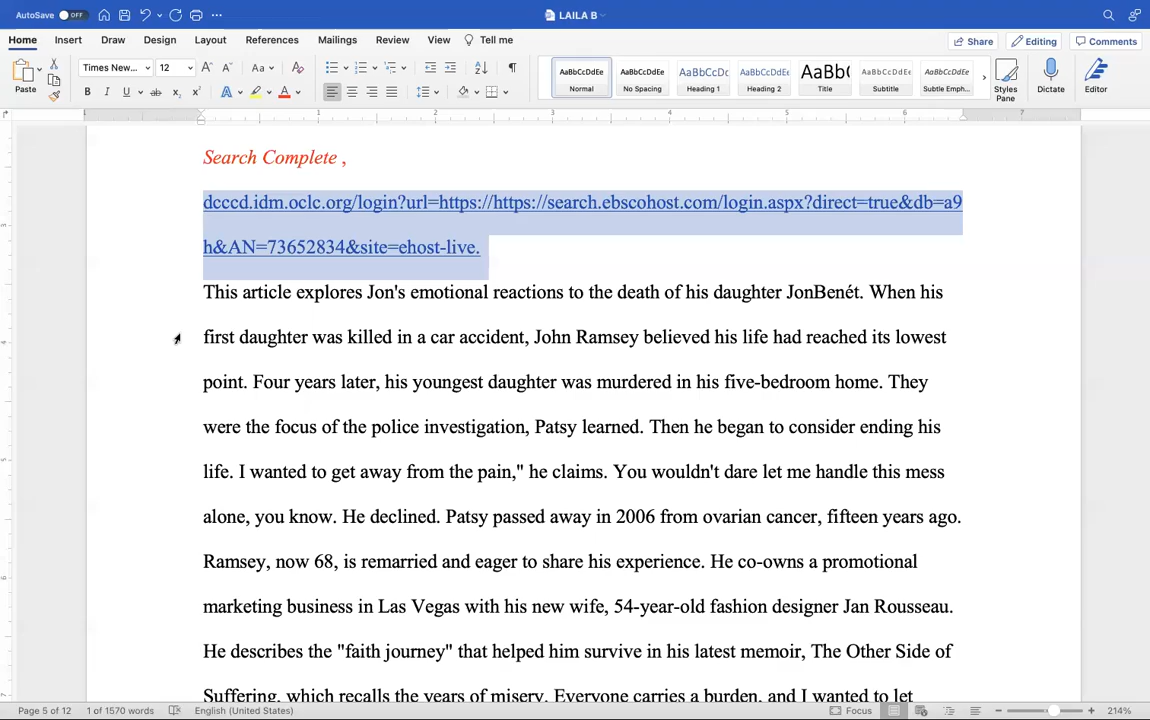 AutoSave OFF
LAILA B
Home Insert Draw Design Layout References Mailings Review View Tell me
Share Editing Comments
Paste
Times New... 12 Aa
AaBbCcDdEe AaBbCcDdEe AaBbCcDc AaBbCcDdEe AaBb( AaBbCcDdEe AaBbCcDdEe
Normal No Spacing Heading 1 Heading 2 Title Subtitle Subtle Emph...
Styles Pane
Dictate
Editor
B I U ab X₂ X² A A
1 1 2 3 4 5 6 7
Search Complete ,
dcccd.idm.oclc.org/login?url=https://https://search.ebscohost.com/login.aspx?direct=true&db=a9
h&AN=73652834&site=ehost-live.
This article explores Jon's emotional reactions to the death of his daughter JonBenét. When his
first daughter was killed in a car accident, John Ramsey believed his life had reached its lowest
point. Four years later, his youngest daughter was murdered in his five-bedroom home. They
were the focus of the police investigation, Patsy learned. Then he began to consider ending his
life. I wanted to get away from the pain," he claims. You wouldn't dare let me handle this mess
alone, you know. He declined. Patsy passed away in 2006 from ovarian cancer, fifteen years ago.
Ramsey, now 68, is remarried and eager to share his experience. He co-owns a promotional
marketing business in Las Vegas with his new wife, 54-year-old fashion designer Jan Rousseau.
He describes the "faith journey" that helped him survive in his latest memoir, The Other Side of
Suffering, which recalls the years of misery. Everyone carries a burden, and I wanted to let
Page 5 of 12 1 of 1570 words English (United States) Focus 214%